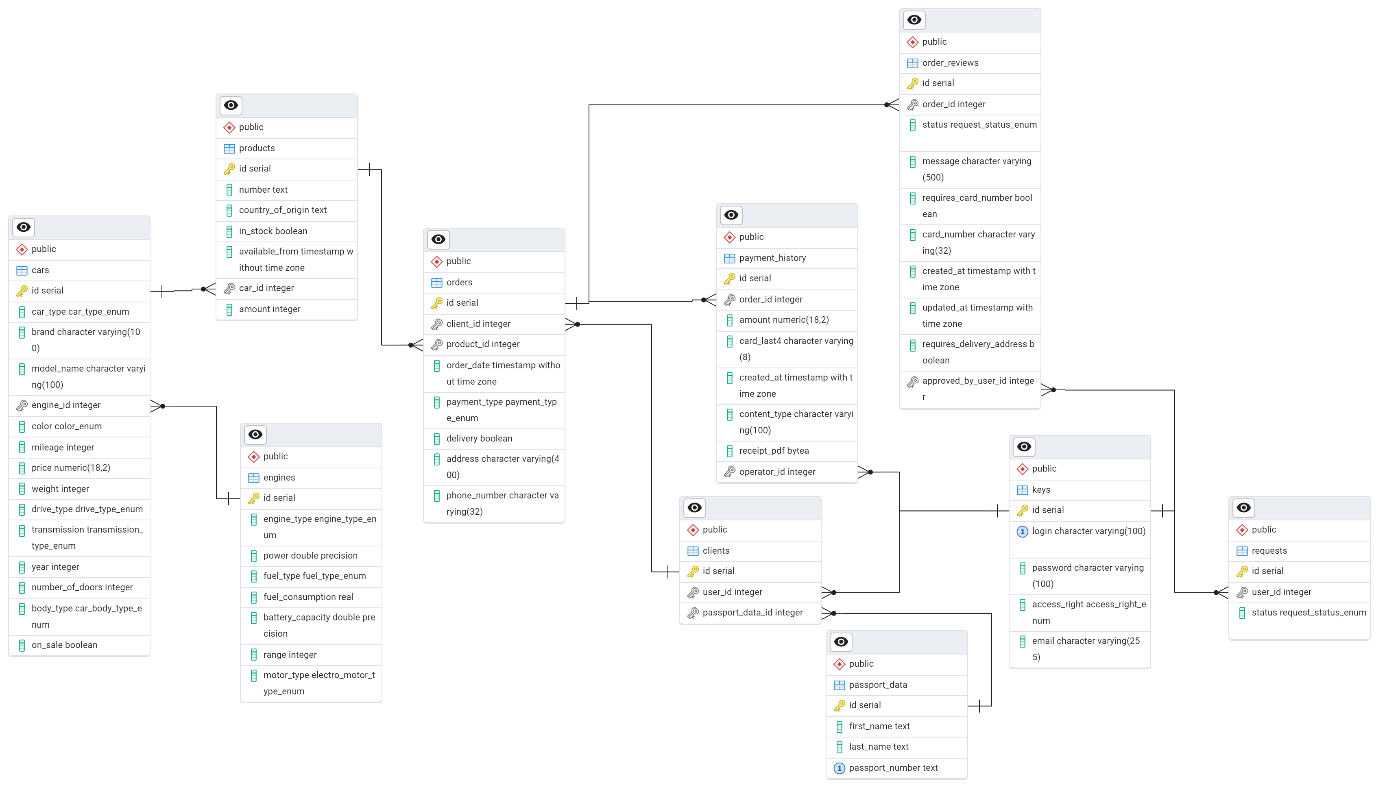 public
cars
id serial
car_type car_type_enum
brand character varying(10
0)
model_name character varyi
ng(100)
engine_id integer
color color_enum
mileage integer
price numeric(18,2)
weight integer
drive_type drive_type_enum
transmission transmission_
type_enum
year integer
number_of_doors integer
body_type car_body_type_e
num
on_sale boolean
public
products
id serial
number text
country_of_origin text
in_stock boolean
available_from timestamp w
ithout time zone
car_id integer
amount integer
public
engines
id serial
engine_type engine_type_en
um
power double precision
fuel_type fuel_type_enum
fuel_consumption real
battery_capacity double pre
cision
range integer
motor_type electro_motor_t
ype_enum
public
orders
id serial
client_id integer
product_id integer
order_date timestamp witho
ut time zone
payment_type payment_typ
e_enum
delivery boolean
address character varying(4
00)
phone_number character va
rying(32)
public
payment_history
id serial
order_id integer
amount numeric(18,2)
card_last4 character varying
(8)
created_at timestamp with t
ime zone
content_type character varyi
ng(100)
receipt_pdf bytea
operator_id integer
public
clients
id serial
user_id integer
passport_data_id integer
public
passport_data
id serial
first_name text
last_name text
1 passport_number text
public
order_reviews
id serial
order_id integer
status request_status_enum
message character varying
(500)
requires_card_number bool
ean
card_number character vary
ing(32)
created_at timestamp with t
ime zone
updated_at timestamp with
time zone
requires_delivery_address b
oolean
approved_by_user_id intege
r
public
keys
id serial
1 login character varying(100)
password character varying
(100)
access_right access_right_e
num
email character varying(25
5)
public
requests
id serial
user_id integer
status request_status_enum